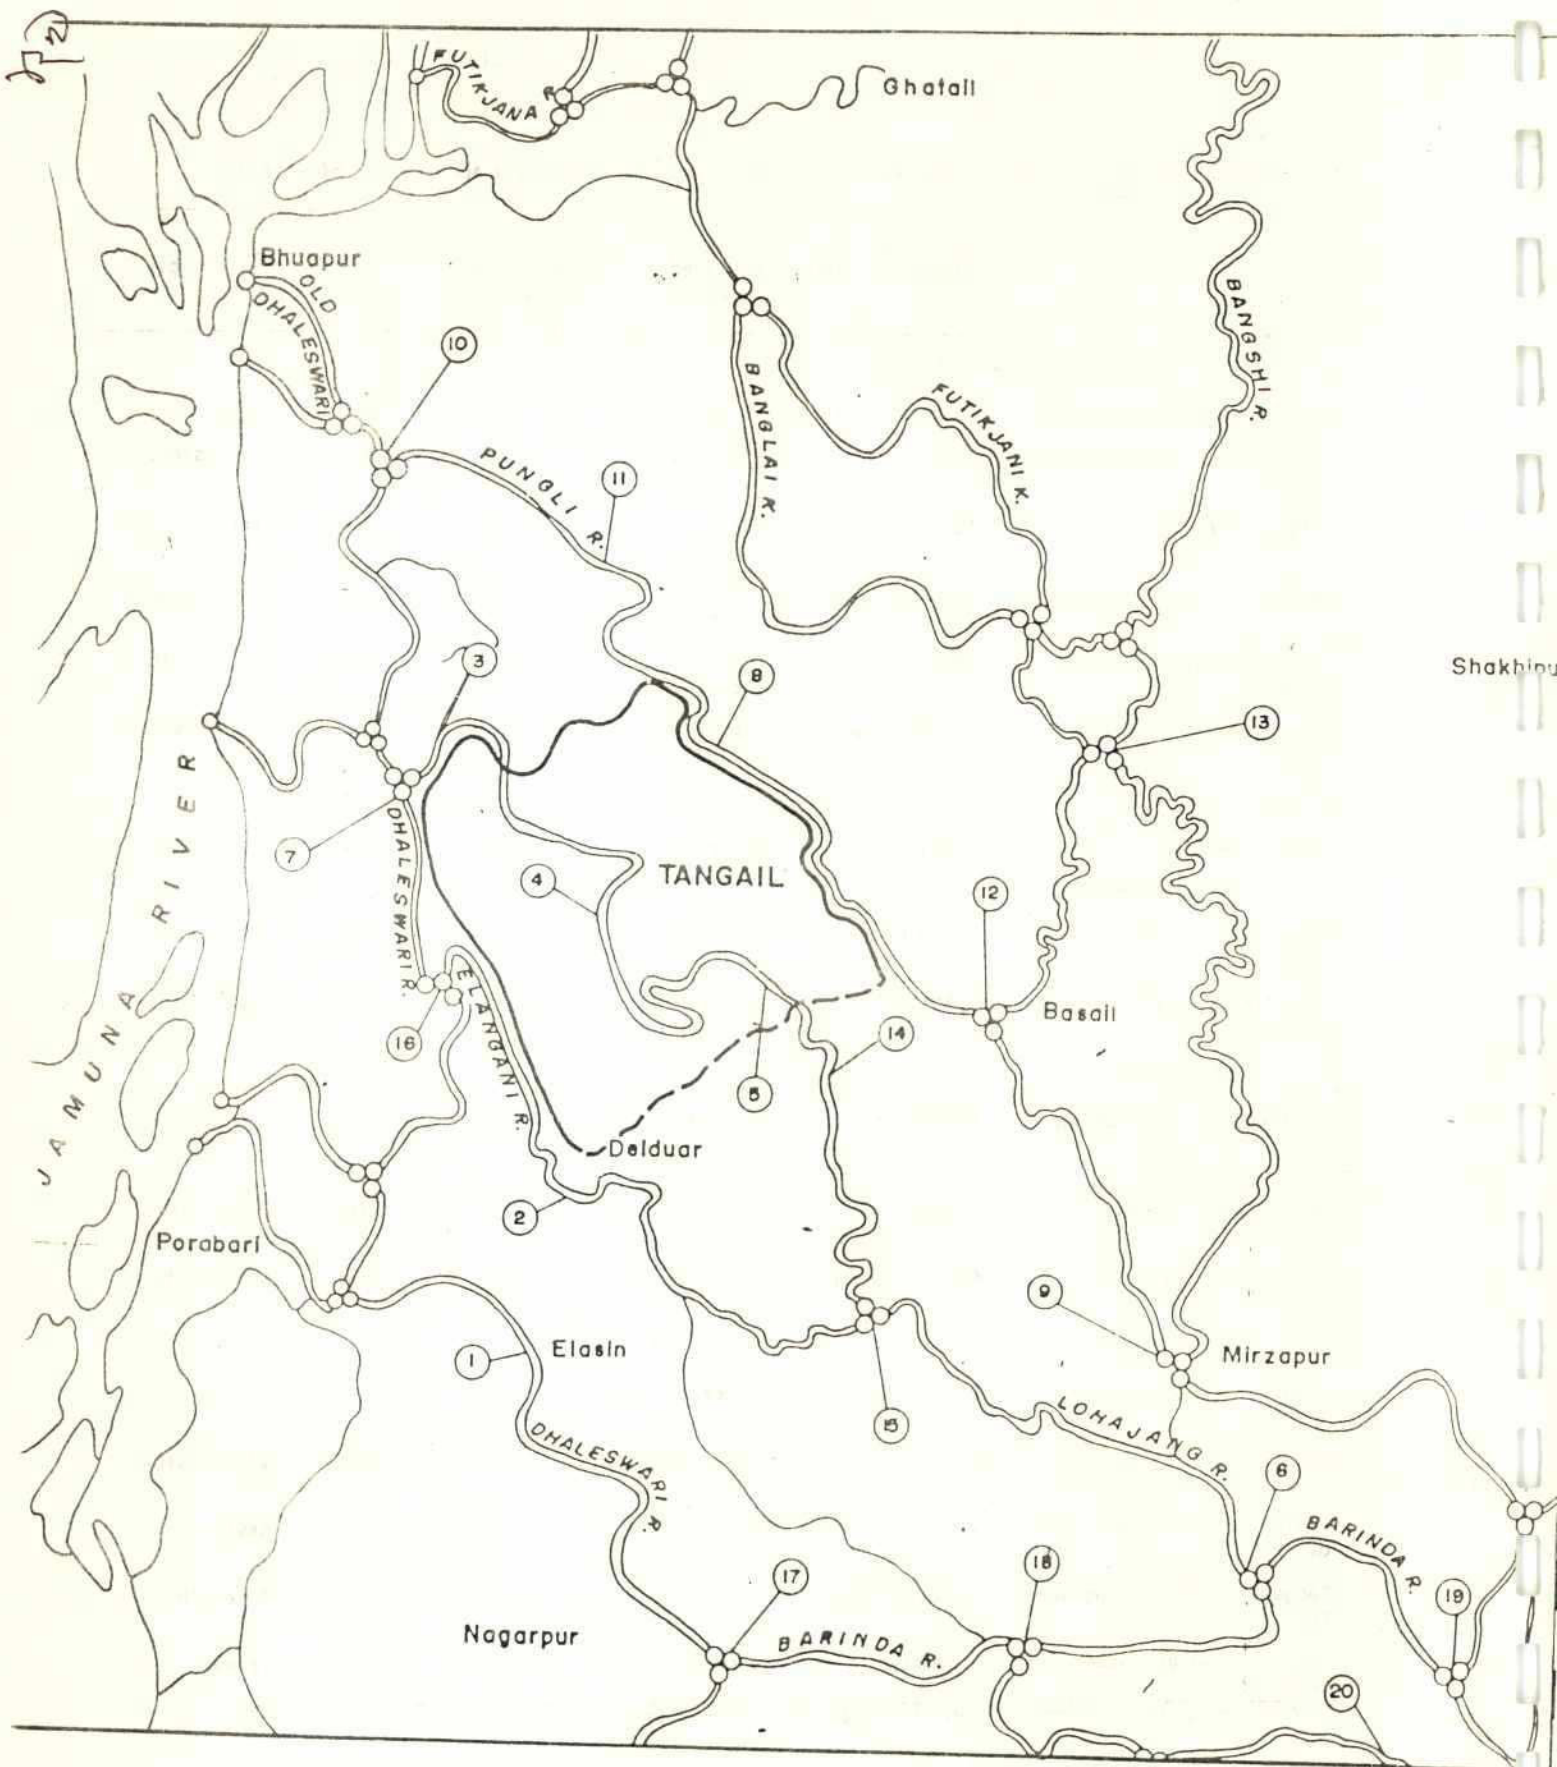 FUTIKJANA
Ghatail
Bhuapur
OLD
DHALESWARI
10
BANGSHI R.
BANGLAI K.
FUTIKJANI K.
PUNGLI R.
11
3
8
Shakhipu
13
JAMUNA RIVER
7
DHALESWARI R.
4
TANGAIL
12
16
ELANGANI R.
Basail
14
5
Delduar
2
Porabari
9
1
Elasin
Mirzapur
15
LOHAJANG R.
DHALESWARI R.
6
BARINDA R.
17
18
19
Nagarpur
BARINDA R.
20